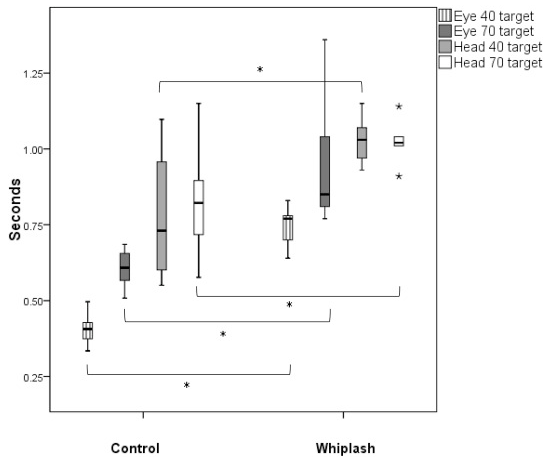 Eye 40 target
Eye 70 target
Head 40 target
Head 70 target
1.25
1.00
0.75
0.50
0.25
Seconds
*
*
*
*
*
*
Control
Whiplash